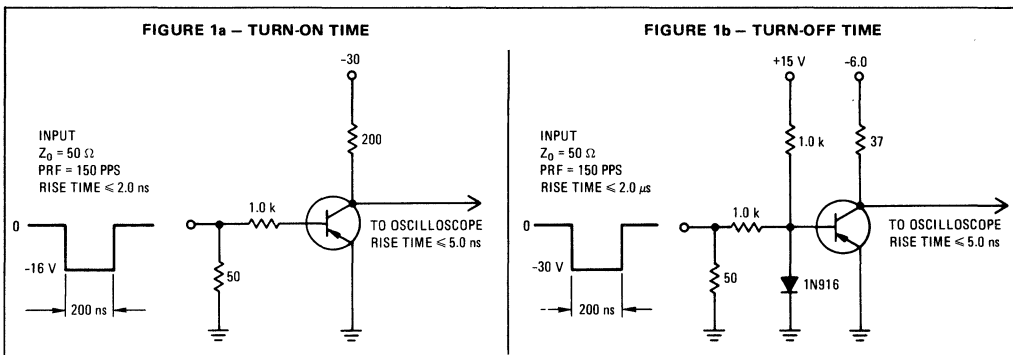 FIGURE 1a – TURN-ON TIME
-30
INPUT
Z₀ = 50 Ω
PRF = 150 PPS
RISE TIME ≤ 2.0 ns
200
1.0 k
TO OSCILLOSCOPE
RISE TIME ≤ 5.0 ns
0
-16 V
50
200 ns
FIGURE 1b – TURN-OFF TIME
+15 V
-6.0
INPUT
Z₀ = 50 Ω
PRF = 150 PPS
RISE TIME ≤ 2.0 μs
1.0 k
37
1.0 k
TO OSCILLOSCOPE
RISE TIME ≤ 5.0 ns
0
-30 V
50
1N916
200 ns